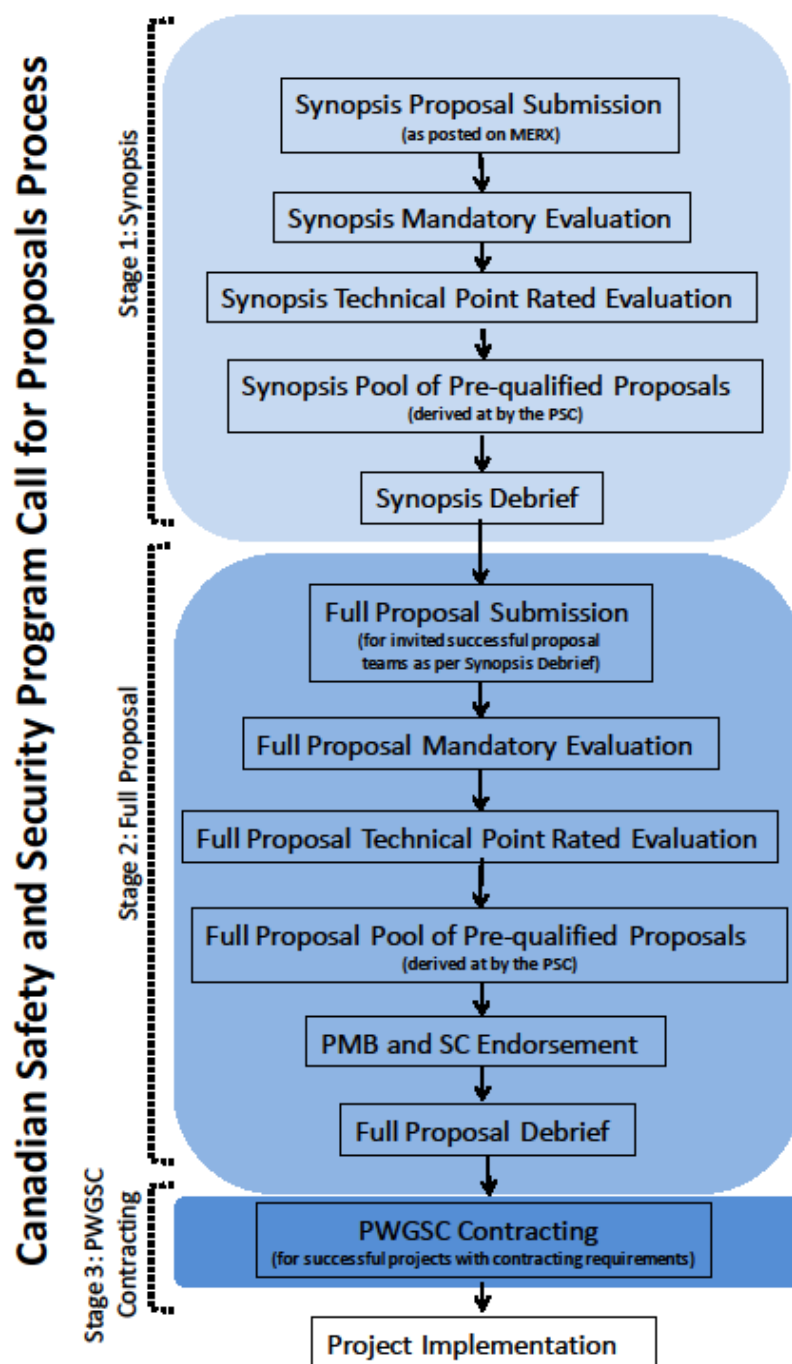 Canadian Safety and Security Program Call for Proposals Process
Stage 1: Synopsis
Synopsis Proposal Submission
(as posted on MERX)
Synopsis Mandatory Evaluation
Synopsis Technical Point Rated Evaluation
Synopsis Pool of Pre-qualified Proposals
(derived at by the PSC)
Synopsis Debrief
Stage 2: Full Proposal
Full Proposal Submission
(for invited successful proposal
teams as per Synopsis Debrief)
Full Proposal Mandatory Evaluation
Full Proposal Technical Point Rated Evaluation
Full Proposal Pool of Pre-qualified Proposals
(derived at by the PSC)
PMB and SC Endorsement
Full Proposal Debrief
Stage 3: PWGSC
Contracting
PWGSC Contracting
(for successful projects with contracting requirements)
Project Implementation